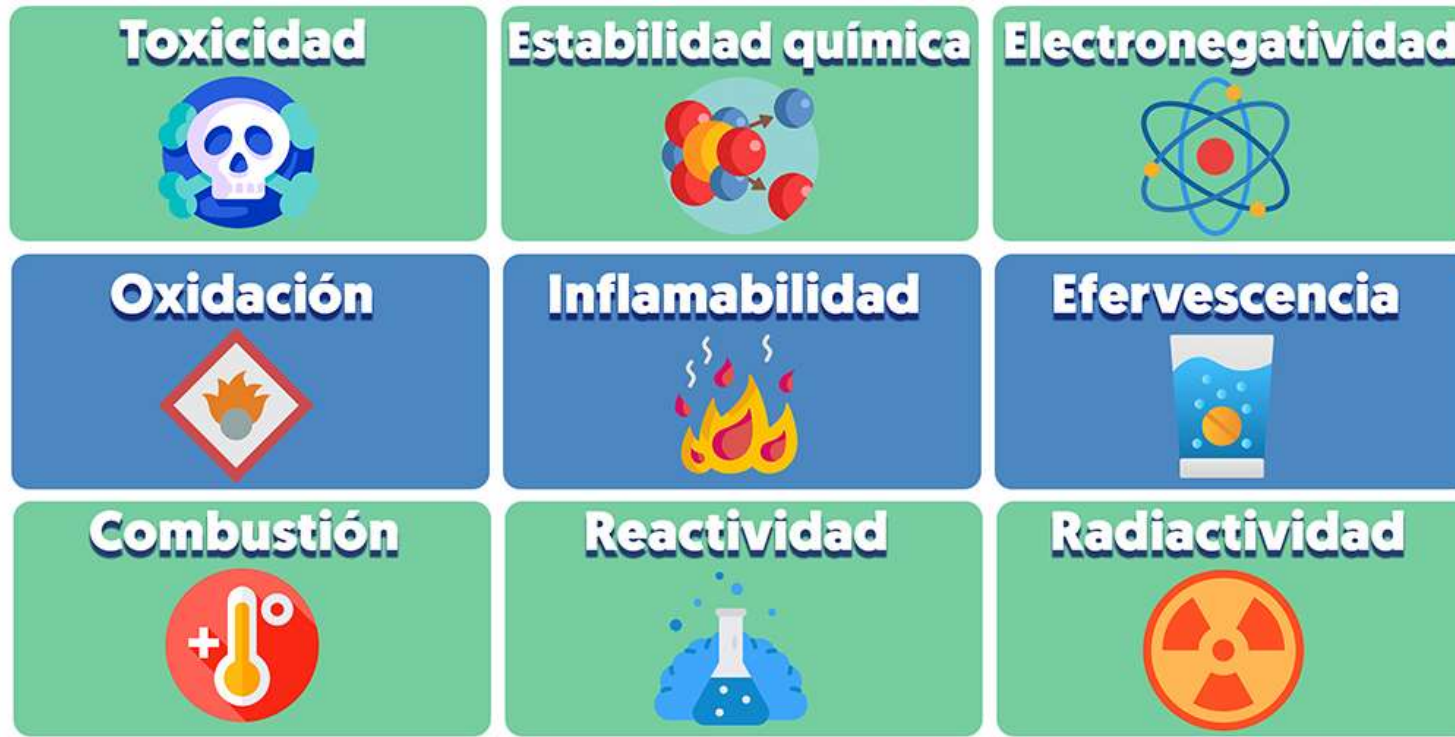 Toxicidad
Estabilidad química
Electronegatividad
Oxidación
Inflamabilidad
Efervescencia
Combustión
Reactividad
Radiactividad